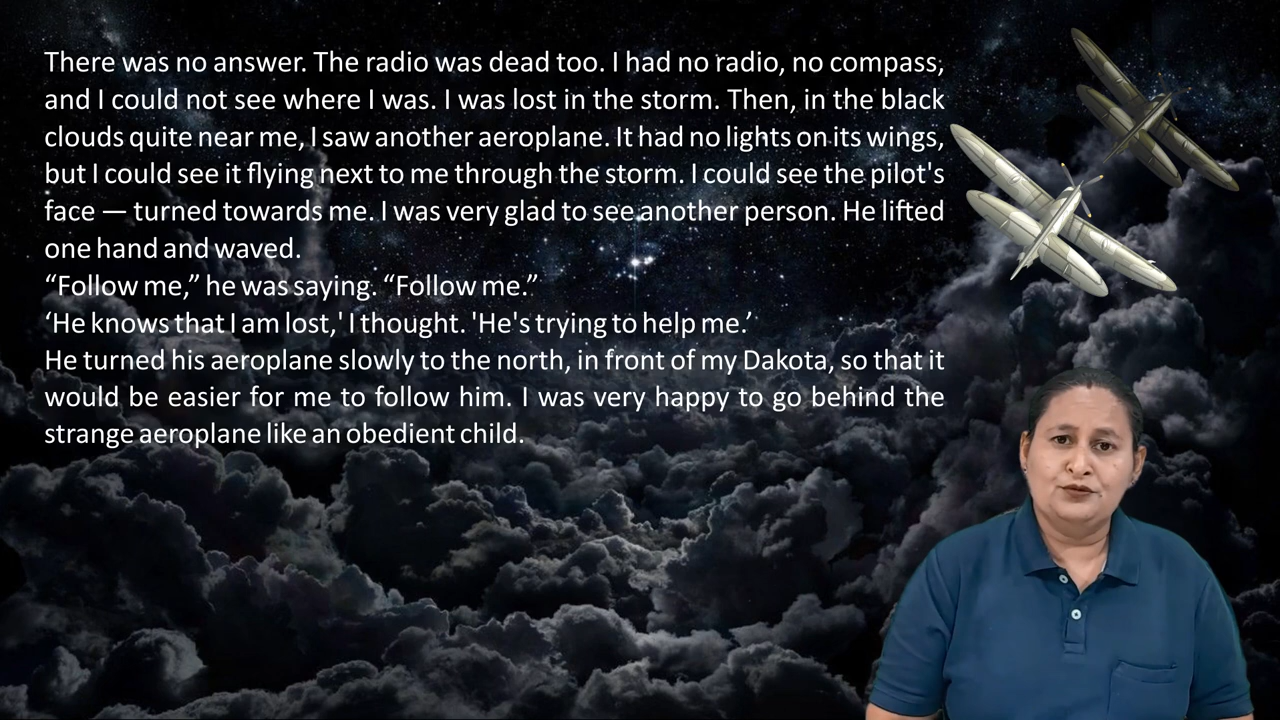 There was no answer. The radio was dead too. I had no radio, no compass,
and I could not see where I was. I was lost in the storm. Then, in the black
clouds quite near me, I saw another aeroplane. It had no lights on its wings,
but I could see it flying next to me through the storm. I could see the pilot's
face — turned towards me. I was very glad to see another person. He lifted
one hand and waved.
“Follow me,” he was saying. “Follow me.”
‘He knows that I am lost,' I thought. 'He's trying to help me.’
He turned his aeroplane slowly to the north, in front of my Dakota, so that it
would be easier for me to follow him. I was very happy to go behind the
strange aeroplane like an obedient child.